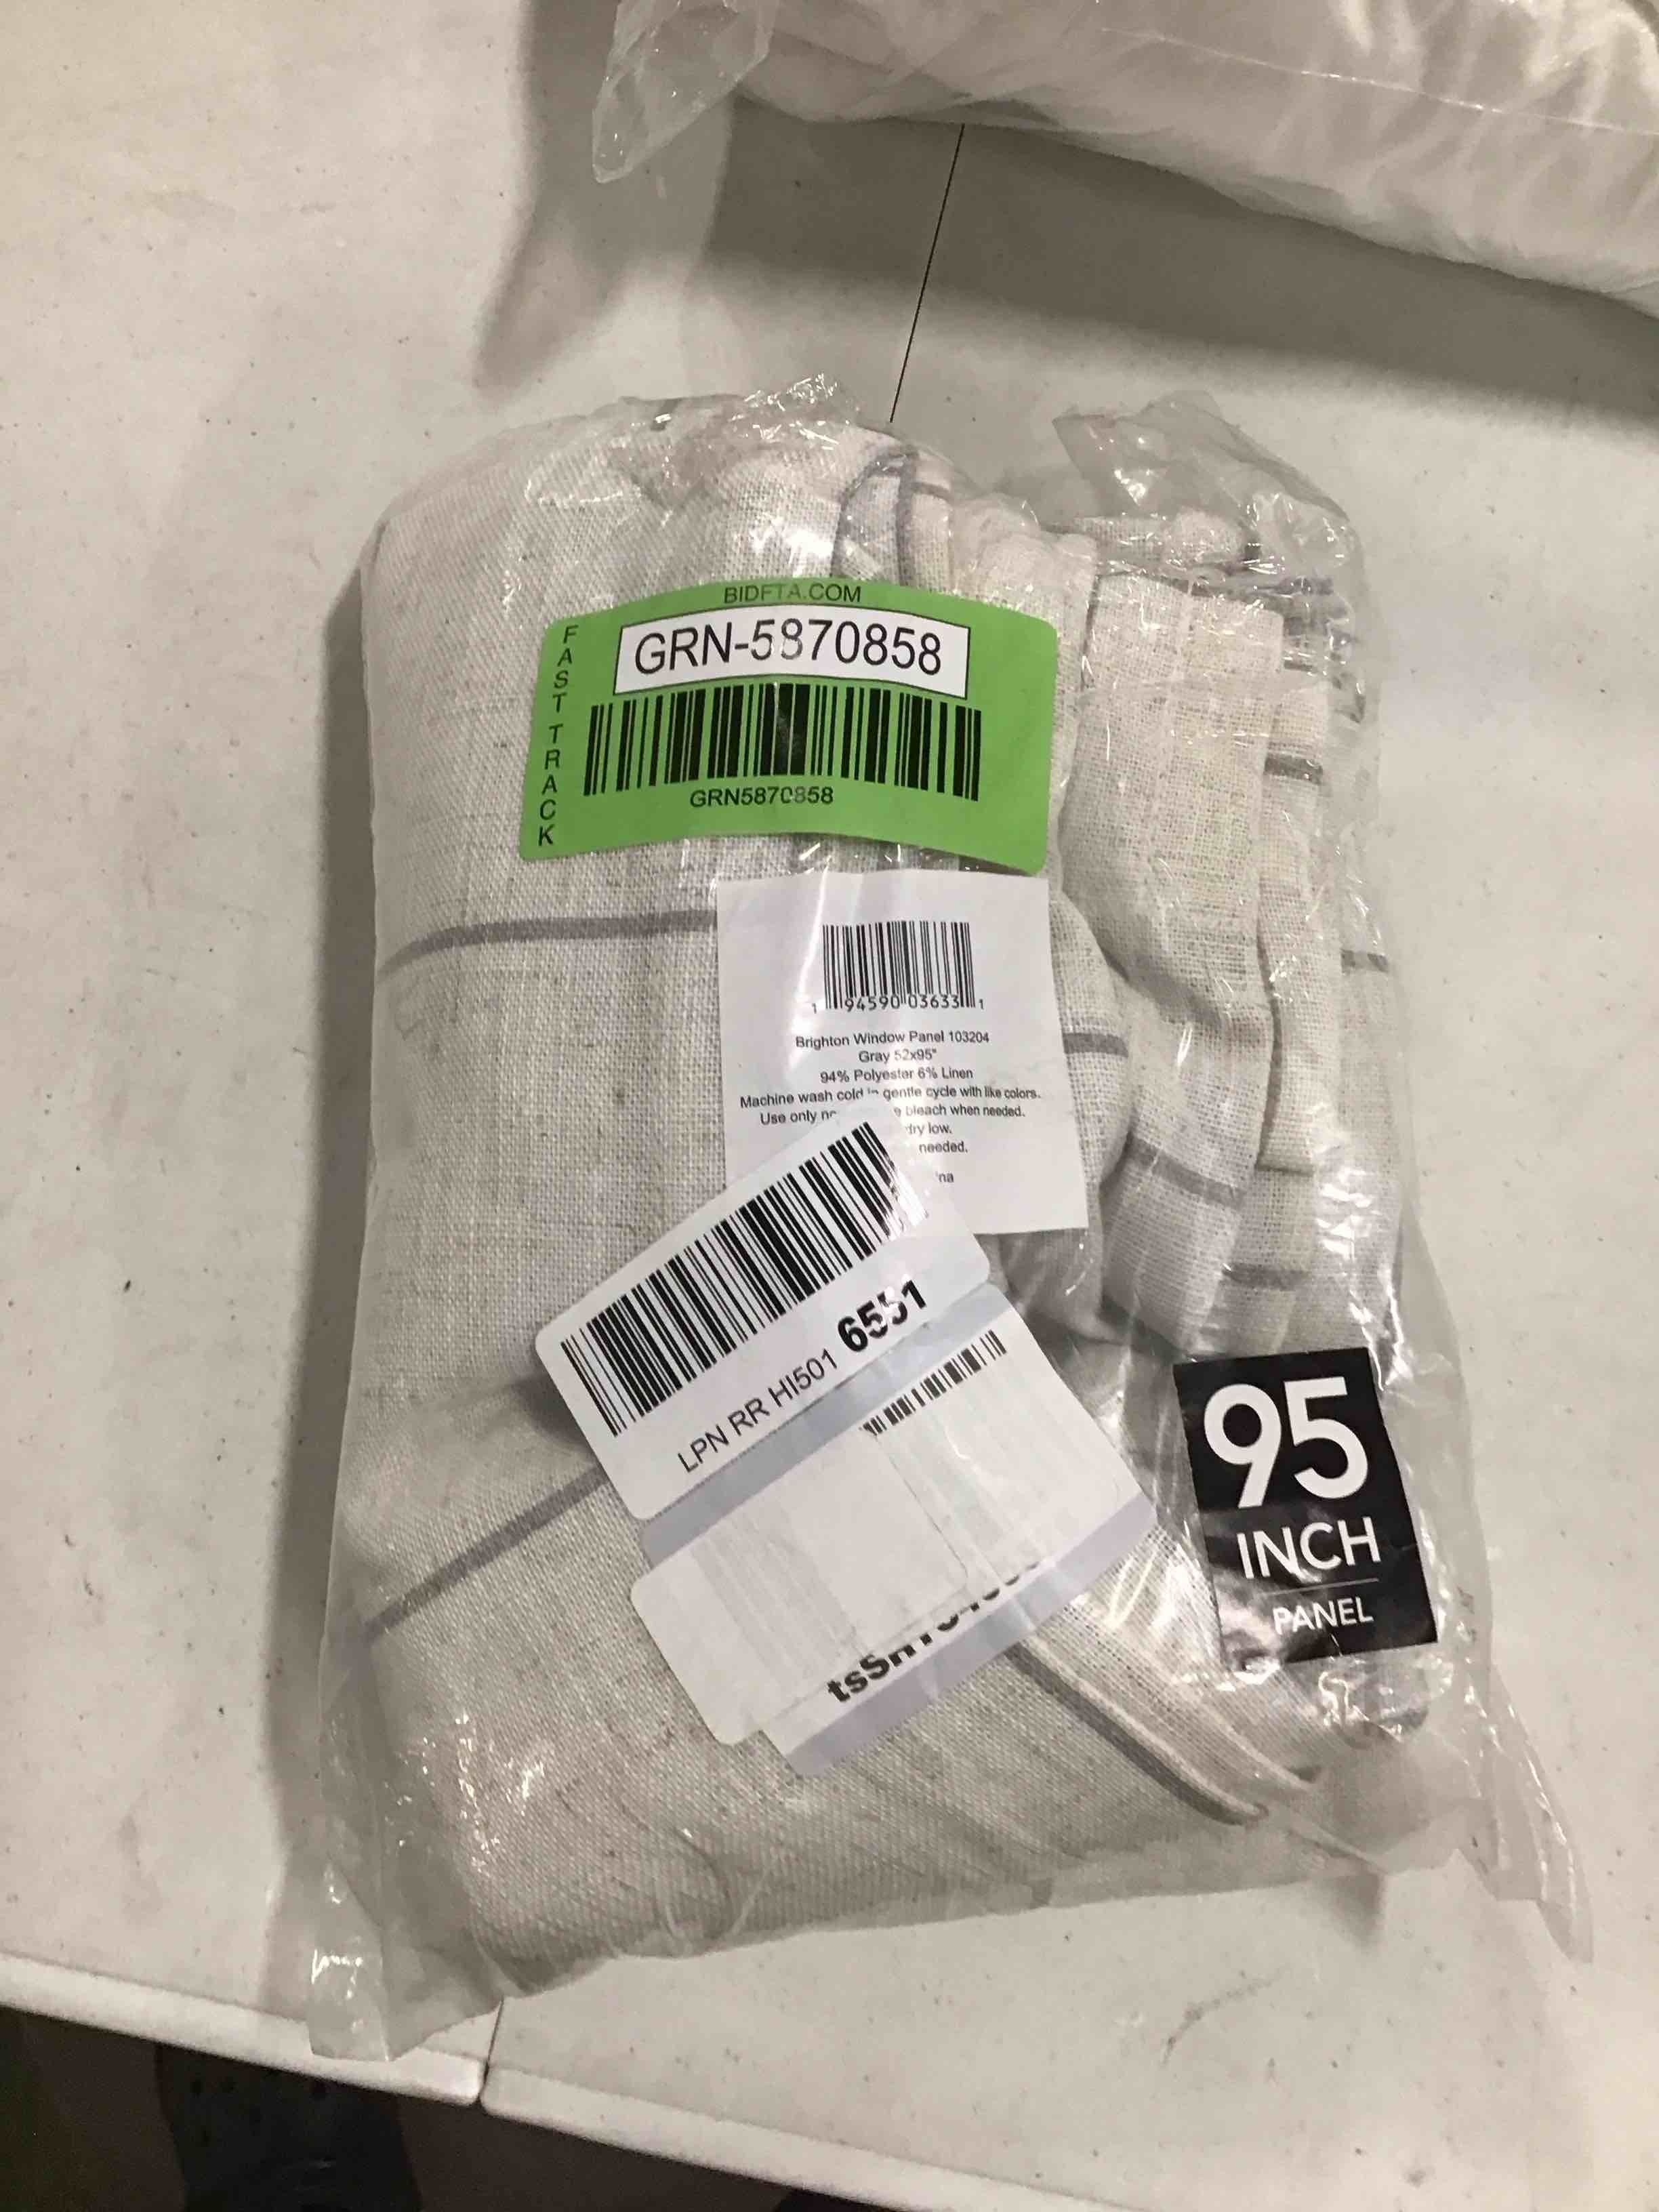 BIDFTA.COM
FAST TRACK
GRN-5870858
GRN5870858
1 94590 03633 1
Brighton Window Panel 103204
Gray 52x95"
94% Polyester 6% Linen
Machine wash cold in gentle cycle with like colors.
Use only bleach when needed.
dry low.
needed.
LPN RR HI501 6551
95
INCH
PANEL